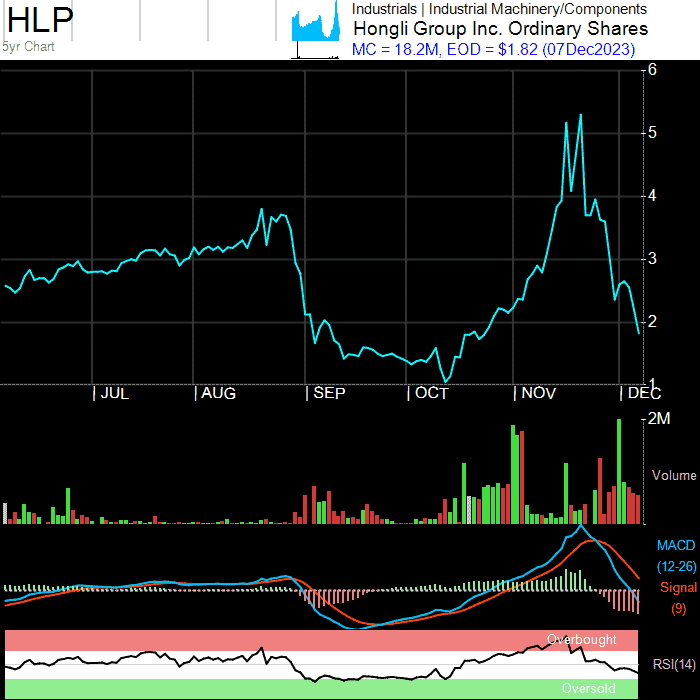 HLP
5yr Chart
Industrials | Industrial Machinery/Components
Hongli Group Inc. Ordinary Shares
MC = 18.2M, EOD = $1.82 (07Dec2023)
6
5
4
3
2
1
| JUL | AUG | SEP | OCT | NOV | DEC
2M
Volume
MACD
(12-26)
Signal
(9)
Overbought
RSI(14)
Oversold